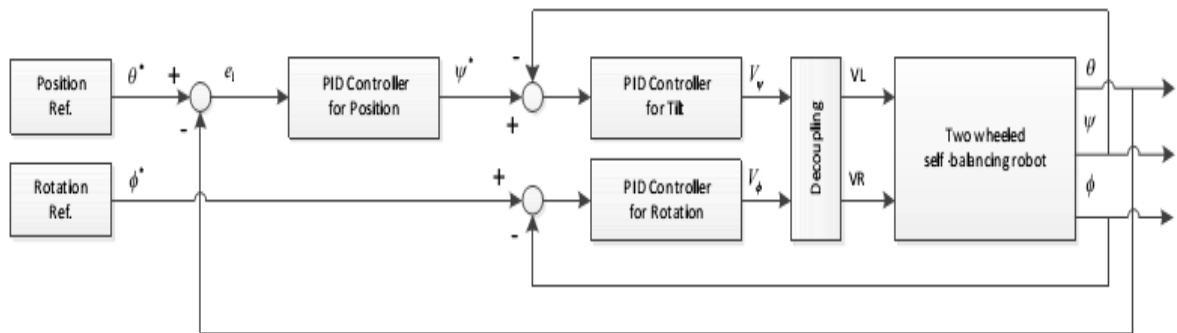 Position
Ref.
θ*
+
-
e₁
PID Controller
for Position
ψ*
-
+
PID Controller
for Tilt
Vψ
Decoupling
VL
VR
Two wheeled
self-balancing robot
θ
ψ
ϕ
Rotation
Ref.
ϕ*
+
-
PID Controller
for Rotation
Vϕ